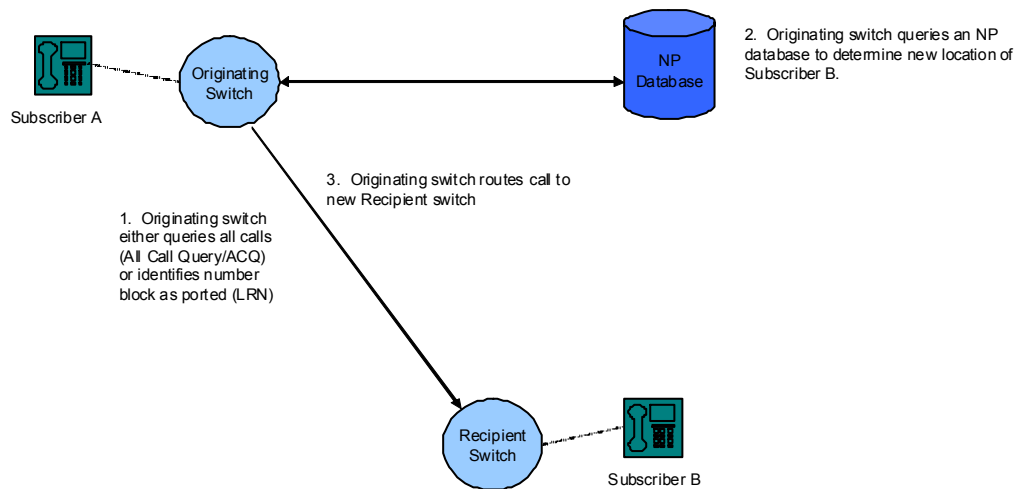 Subscriber A
Originating
Switch
NP
Database
2. Originating switch queries an NP
database to determine new location of
Subscriber B.
3. Originating switch routes call to
new Recipient switch
1. Originating switch
either queries all calls
(All Call Query/ACQ)
or identifies number
block as ported (LRN)
Recipient
Switch
Subscriber B